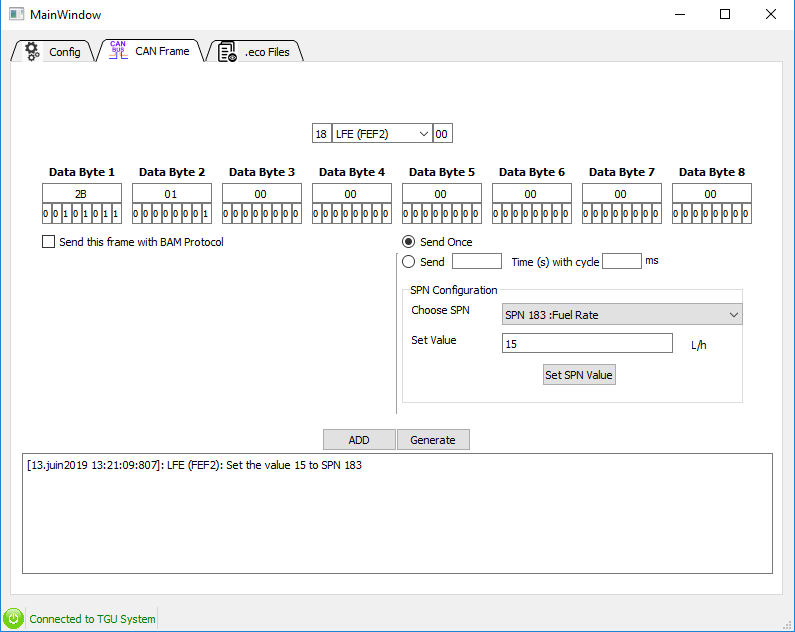 MainWindow
Config
CAN BUS CAN Frame
.eco Files
18 LFE (FEF2) 00
Data Byte 1 Data Byte 2 Data Byte 3 Data Byte 4 Data Byte 5 Data Byte 6 Data Byte 7 Data Byte 8
2B 01 00 00 00 00 00 00
0 0 1 0 1 0 1 1 0 0 0 0 0 0 0 1 0 0 0 0 0 0 0 0 0 0 0 0 0 0 0 0 0 0 0 0 0 0 0 0 0 0 0 0 0 0 0 0 0 0 0 0 0 0 0 0 0 0 0 0 0 0 0 0
Send this frame with BAM Protocol
Send Once
Send Time (s) with cycle ms
SPN Configuration
Choose SPN SPN 183 :Fuel Rate
Set Value 15 L/h
Set SPN Value
ADD Generate
[13.juin2019 13:21:09:807]: LFE (FEF2): Set the value 15 to SPN 183
Connected to TGU System